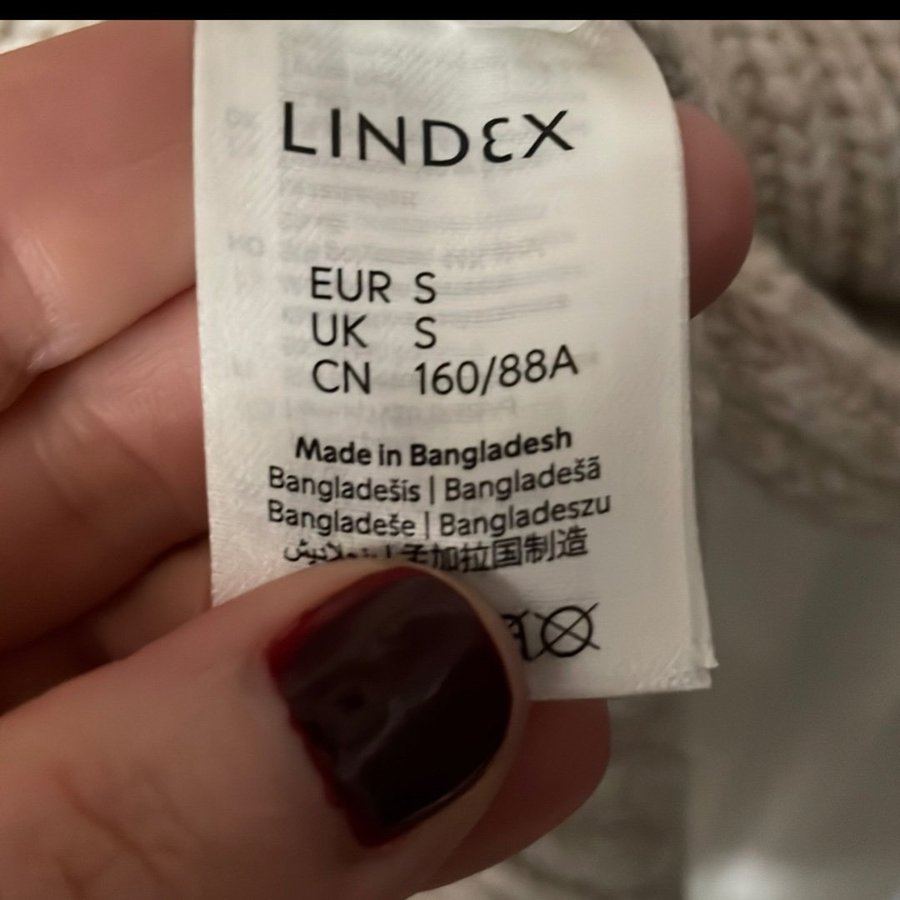 LINDEX
EUR S
UK S
CN 160/88A
Made in Bangladesh
Bangladešis | Bangladešā
Bangladeše | Bangladeszu
| 孟加拉国制造